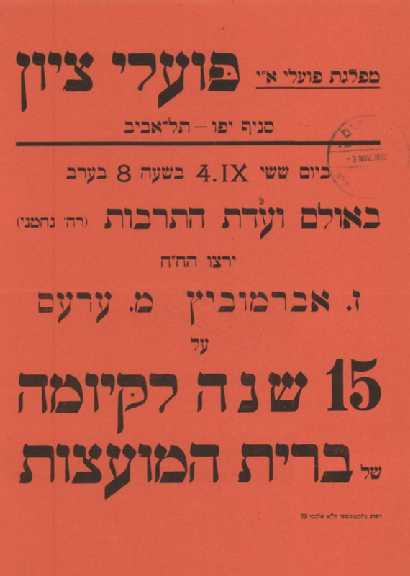 מפלגת פועלי א״י פועלי ציון
סניף יפו – תל־אביב
ביום ששי 4.IX בשעה 8 בערב
באולם ועדת התרבות (רח׳ נחמני)
ירצו הח״ח
ז. אברמוביץ מ. ערעם
על
15 שנה לקיומה
של ברית המועצות